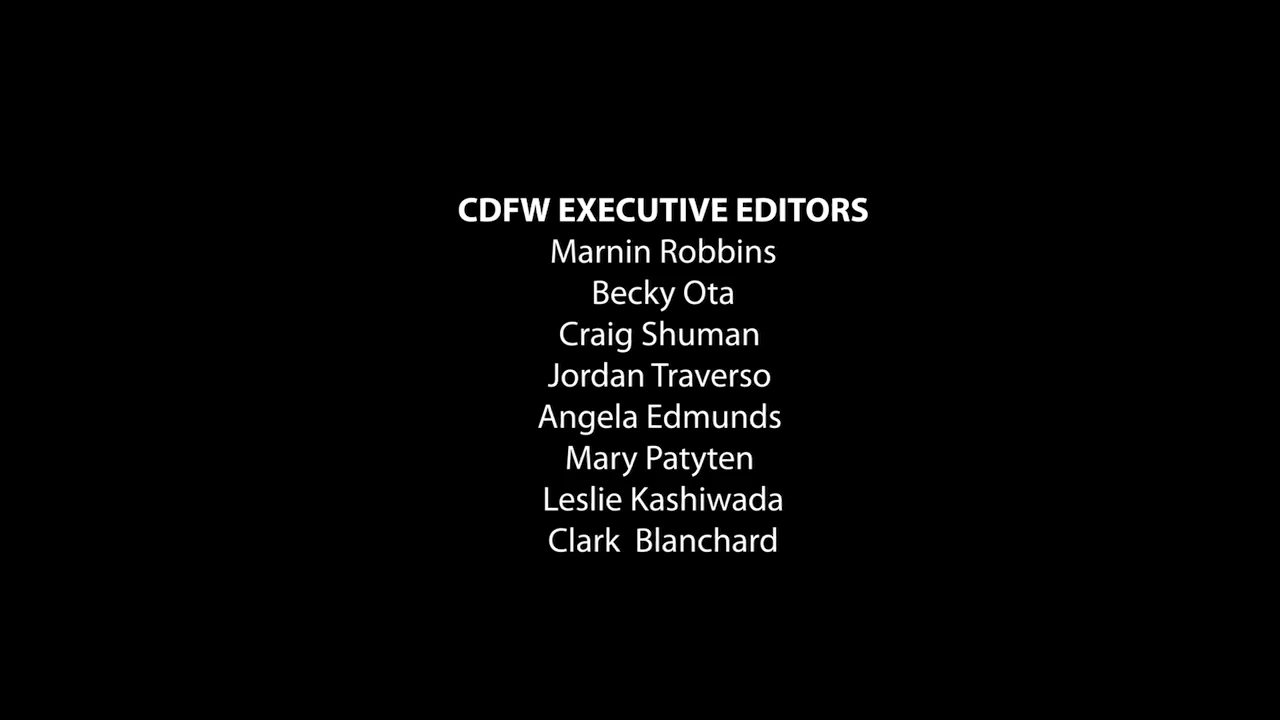 CDFW EXECUTIVE EDITORS
Marnin Robbins
Becky Ota
Craig Shuman
Jordan Traverso
Angela Edmunds
Mary Patyten
Leslie Kashiwada
Clark  Blanchard